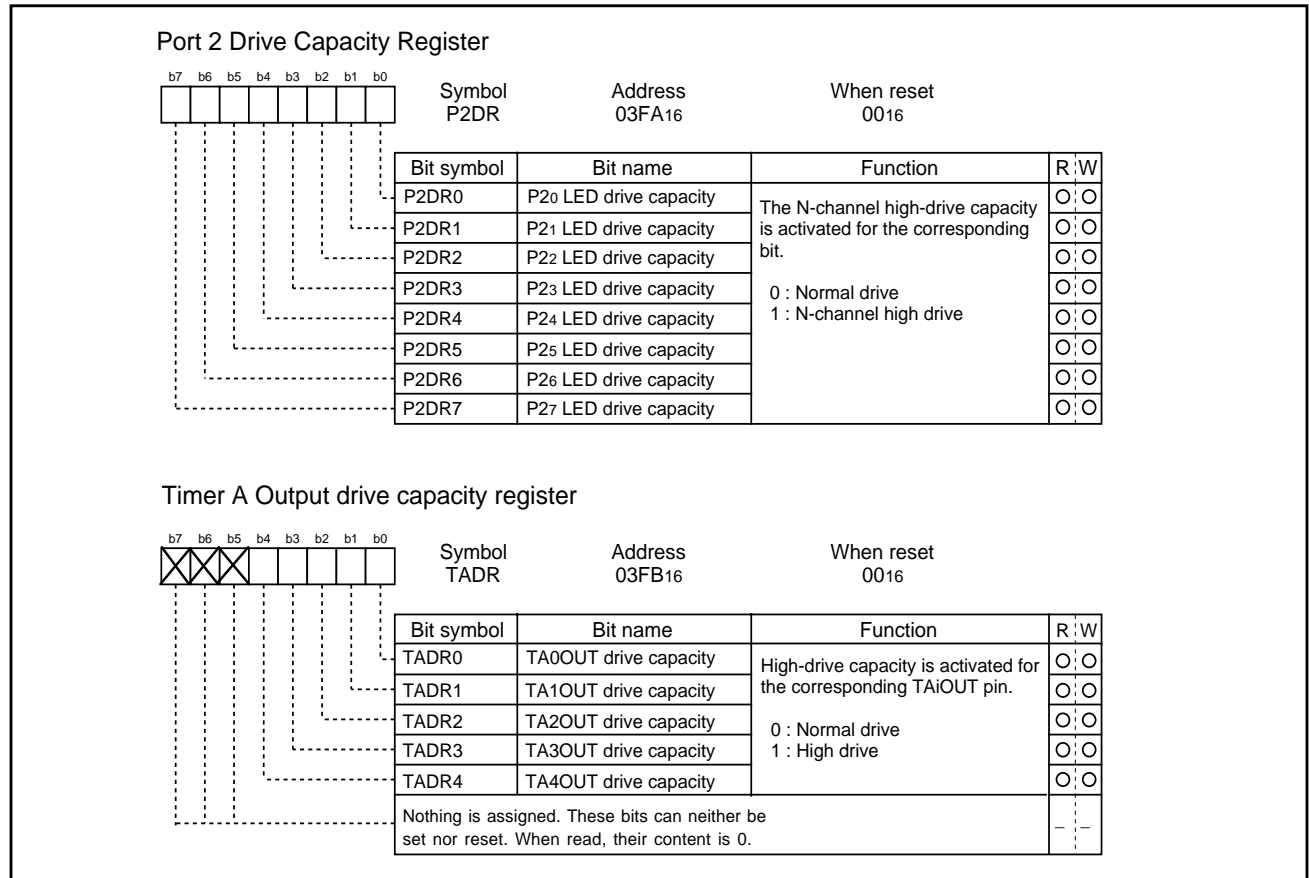 Port 2 Drive Capacity Register
b7 b6 b5 b4 b3 b2 b1 b0
Symbol Address When reset
P2DR 03FA16 0016
Bit symbol Bit name Function R W
P2DR0 P20 LED drive capacity The N-channel high-drive capacity is activated for the corresponding bit. O O
P2DR1 P21 LED drive capacity O O
P2DR2 P22 LED drive capacity O O
P2DR3 P23 LED drive capacity 0 : Normal drive O O
P2DR4 P24 LED drive capacity 1 : N-channel high drive O O
P2DR5 P25 LED drive capacity O O
P2DR6 P26 LED drive capacity O O
P2DR7 P27 LED drive capacity O O
Timer A Output drive capacity register
b7 b6 b5 b4 b3 b2 b1 b0
Symbol Address When reset
TADR 03FB16 0016
Bit symbol Bit name Function R W
TADR0 TA0OUT drive capacity High-drive capacity is activated for O O
TADR1 TA1OUT drive capacity the corresponding TAiOUT pin. O O
TADR2 TA2OUT drive capacity 0 : Normal drive O O
TADR3 TA3OUT drive capacity 1 : High drive O O
TADR4 TA4OUT drive capacity O O
Nothing is assigned. These bits can neither be
set nor reset. When read, their content is 0. – –